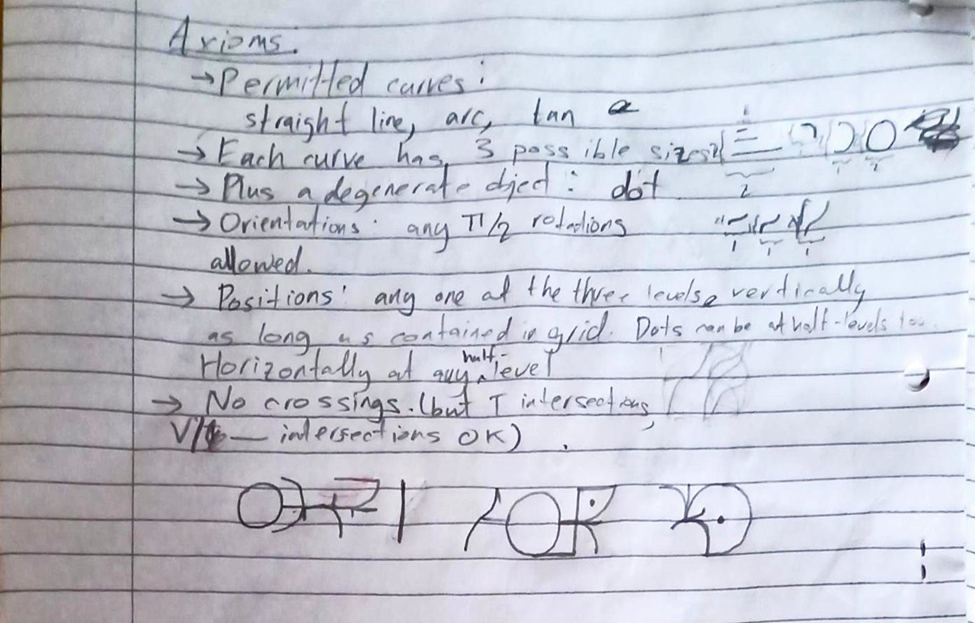 Axioms.
→ Permitted curves:
straight line, arc, tan
→ Each curve has 3 possible sizes
→ Plus a degenerate object: dot
→ Orientations: any π/2 rotations
allowed.
→ Positions: any one of the three levels vertically
as long as contained in grid. Dots can be at half-levels too.
Horizontally at any half-level
→ No crossings. (but T intersections,
V/ — intersections OK)